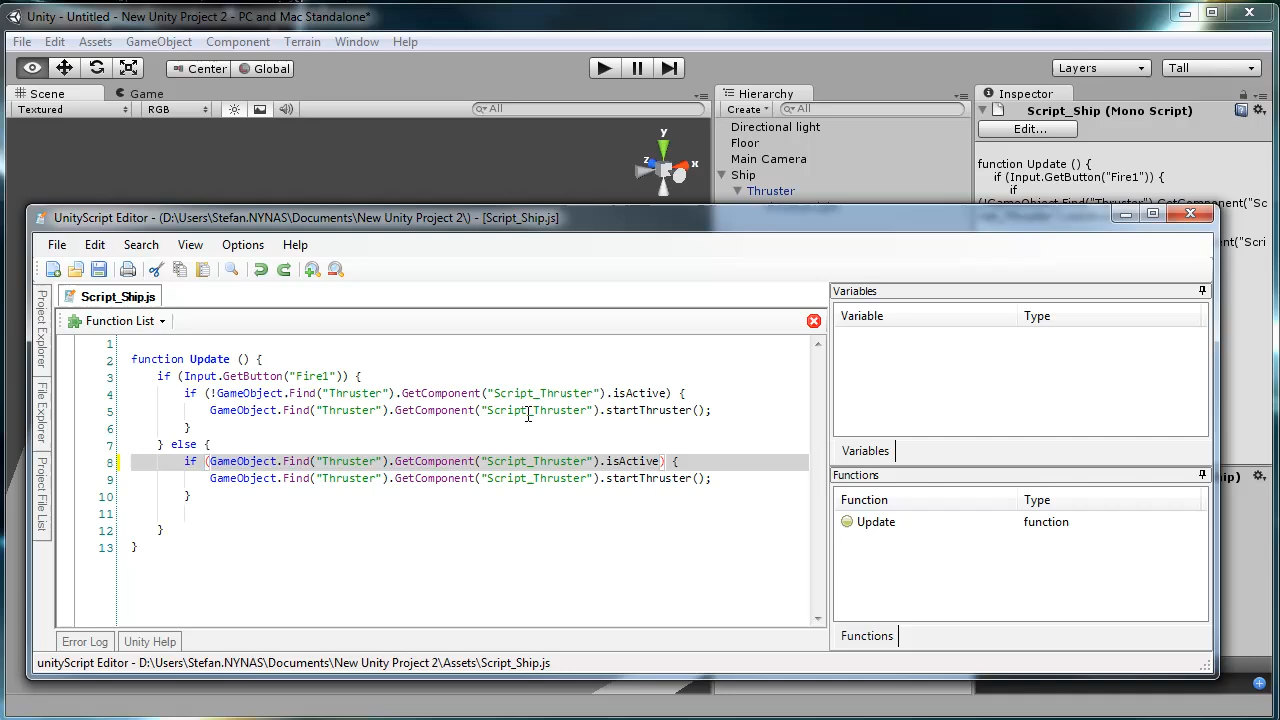 Unity - Untitled - New Unity Project 2 - PC and Mac Standalone*
File Edit Assets GameObject Component Terrain Window Help
Center Global Layers Tall
Scene Game
Textured RGB All
y
z x
Hierarchy
Create All
Directional light
Floor
Main Camera
Ship
Thruster
Inspector
Script_Ship (Mono Script)
Edit...
function Update () {
if (Input.GetButton("Fire1")) {
if
UnityScript Editor - (D:\Users\Stefan.NYNAS\Documents\New Unity Project 2\) - [Script_Ship.js]
File Edit Search View Options Help
Project Explorer
File Explorer
Project File List
Script_Ship.js
Function List
1
2 function Update () {
3 if (Input.GetButton("Fire1")) {
4 if (!GameObject.Find("Thruster").GetComponent("Script_Thruster").isActive) {
5 GameObject.Find("Thruster").GetComponent("Script_Thruster").startThruster();
6 }
7 } else {
8 if (GameObject.Find("Thruster").GetComponent("Script_Thruster").isActive) {
9 GameObject.Find("Thruster").GetComponent("Script_Thruster").startThruster();
10 }
11
12 }
13 }
Error Log Unity Help
Variables
Variable Type
Variables
Functions
Function Type
Update function
Functions
unityScript Editor - D:\Users\Stefan.NYNAS\Documents\New Unity Project 2\Assets\Script_Ship.js